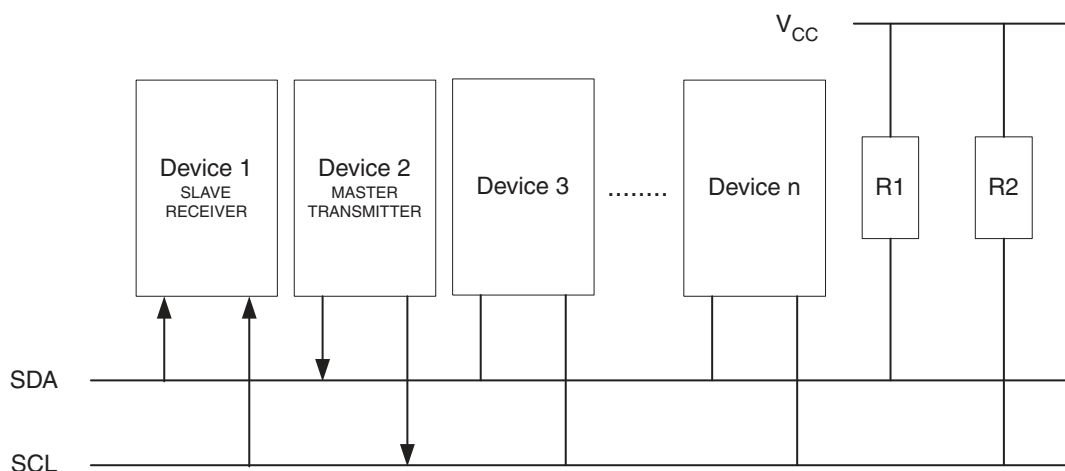 VCC
Device 1
SLAVE
RECEIVER
Device 2
MASTER
TRANSMITTER
Device 3
........
Device n
R1
R2
SDA
SCL